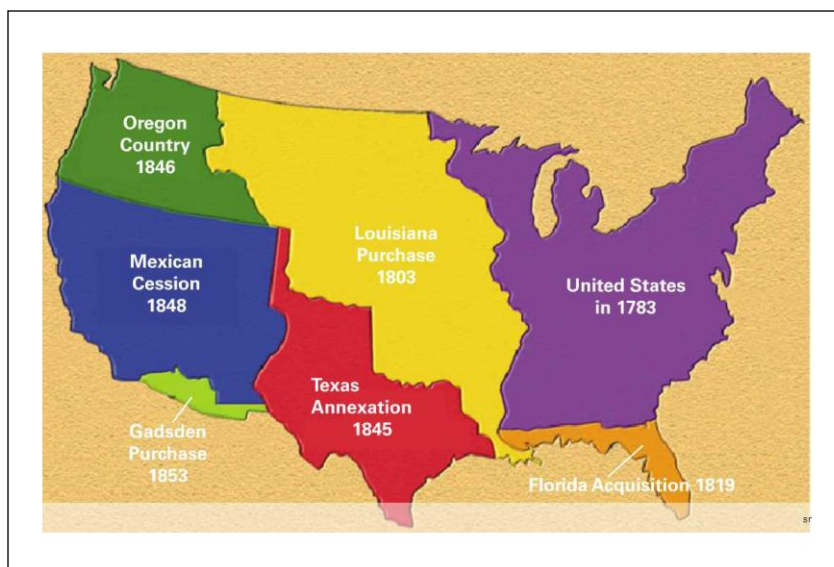 Oregon
Country
1846
Louisiana
Purchase
1803
Mexican
Cession
1848
United States
in 1783
Texas
Annexation
1845
Gadsden
Purchase
1853
Florida Acquisition 1819
sr